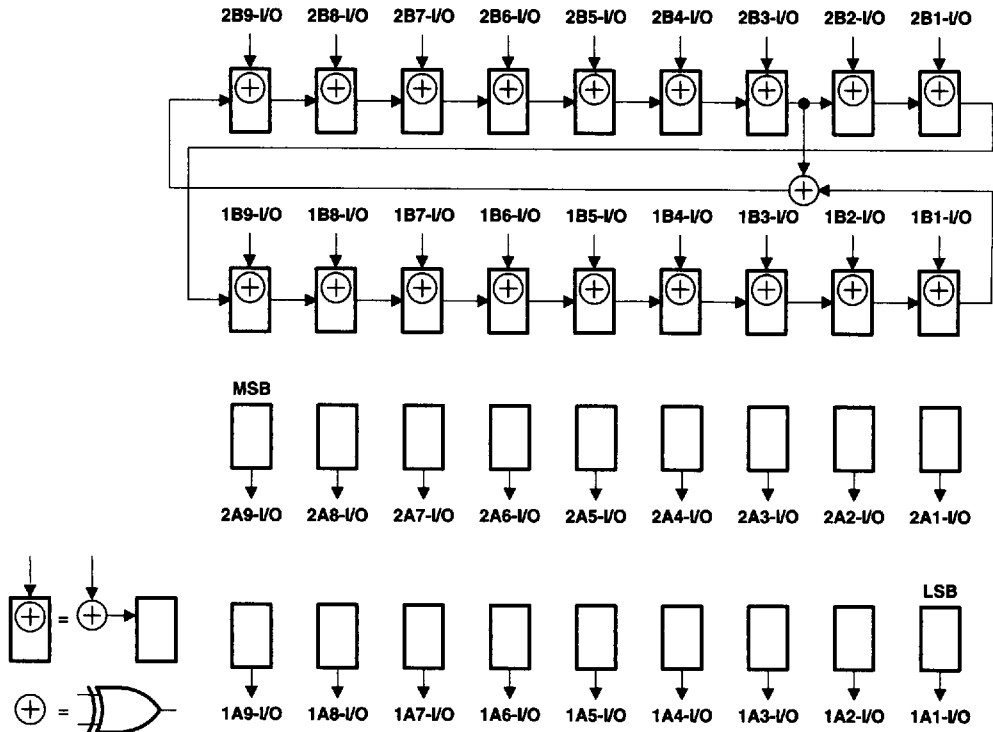 2B9-I/O 2B8-I/O 2B7-I/O 2B6-I/O 2B5-I/O 2B4-I/O 2B3-I/O 2B2-I/O 2B1-I/O
1B9-I/O 1B8-I/O 1B7-I/O 1B6-I/O 1B5-I/O 1B4-I/O 1B3-I/O 1B2-I/O 1B1-I/O
MSB
2A9-I/O 2A8-I/O 2A7-I/O 2A6-I/O 2A5-I/O 2A4-I/O 2A3-I/O 2A2-I/O 2A1-I/O
LSB
=
=
1A9-I/O 1A8-I/O 1A7-I/O 1A6-I/O 1A5-I/O 1A4-I/O 1A3-I/O 1A2-I/O 1A1-I/O